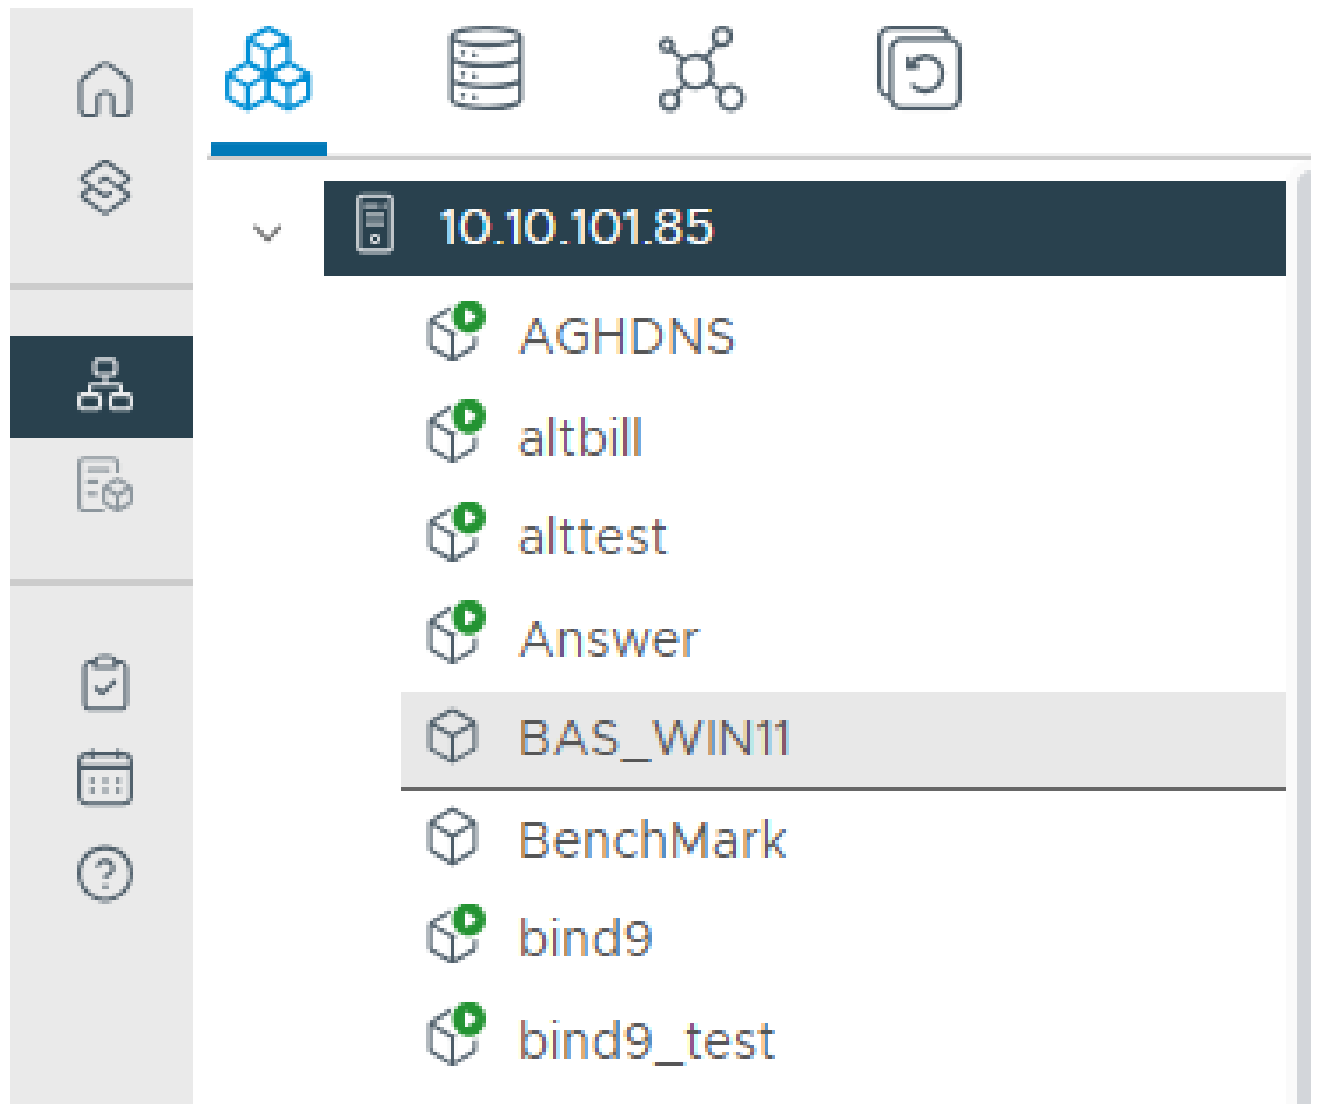 10.10.101.85
AGHDNS
altbill
alttest
Answer
BAS_WIN11
BenchMark
bind9
bind9_test